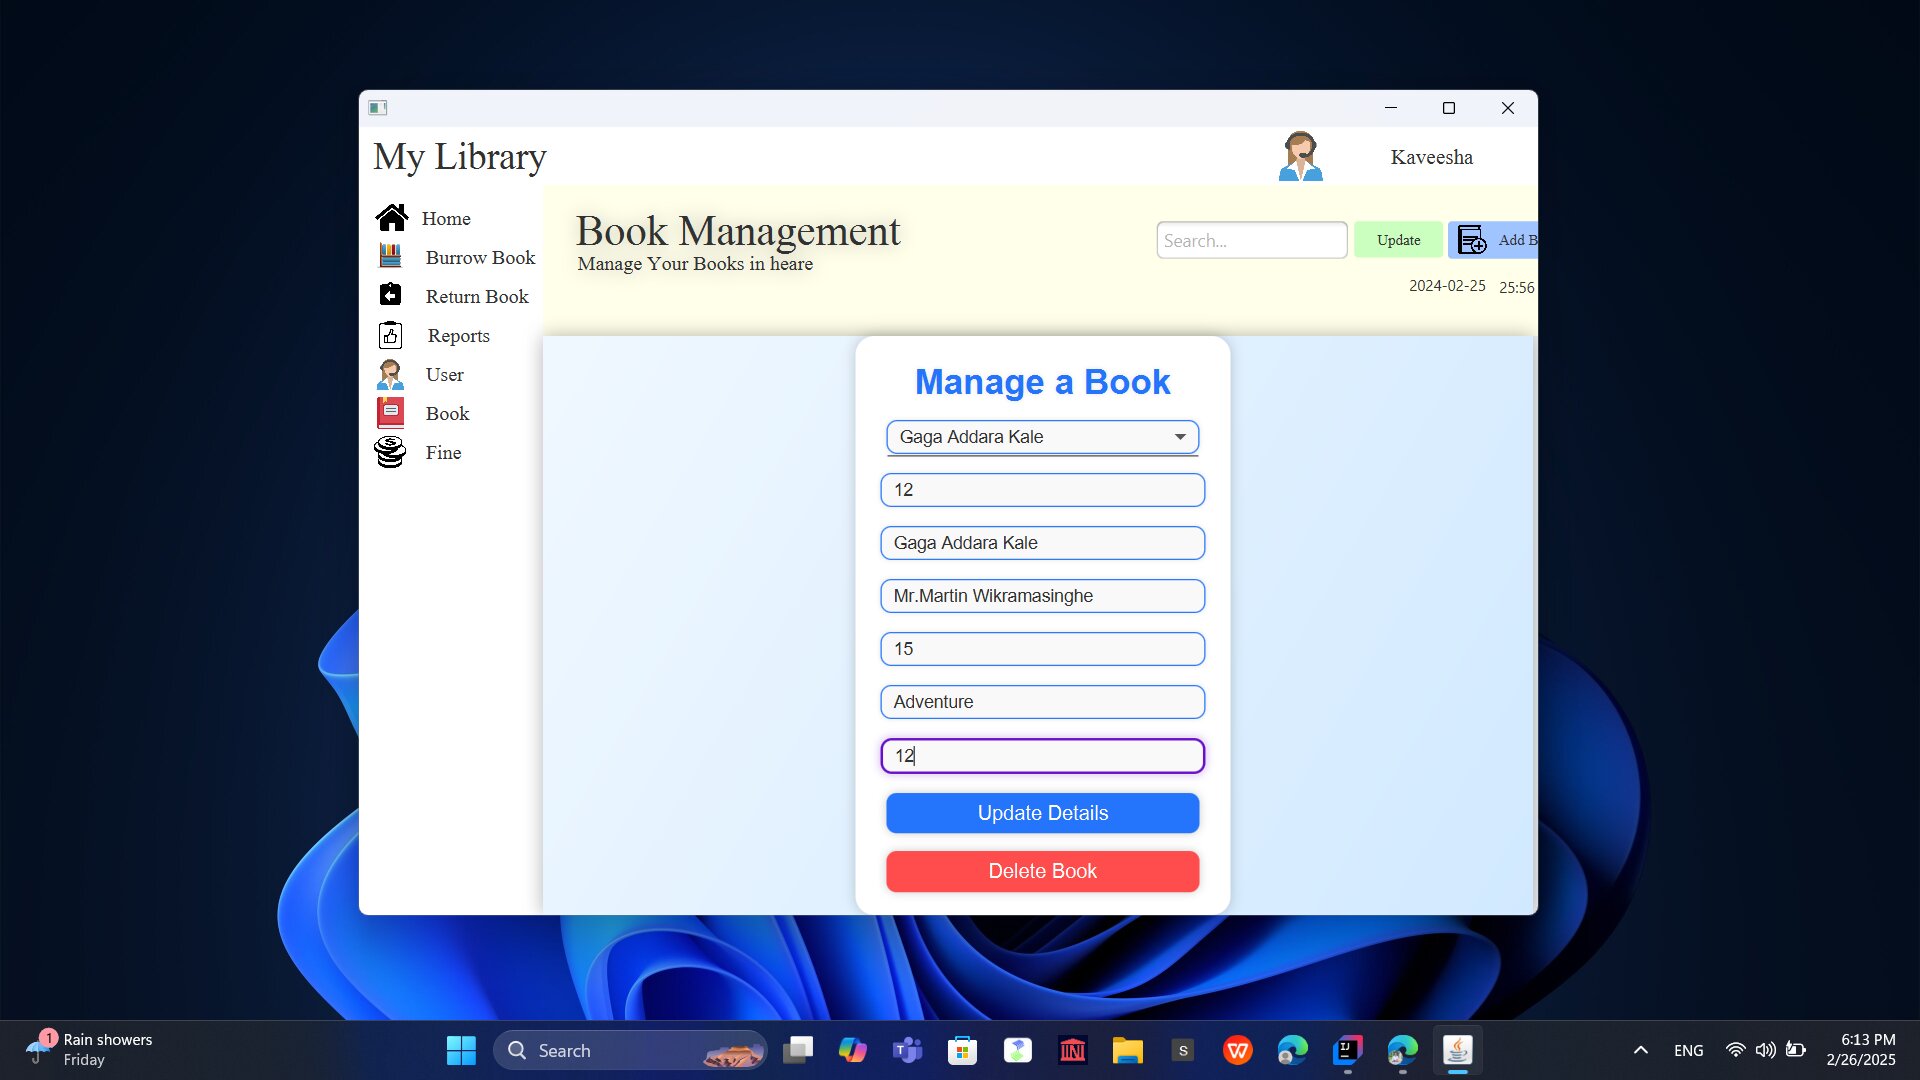 My Library
Kaveesha
Home
Burrow Book
Return Book
Reports
User
Book
Fine
Book Management
Manage Your Books in heare
Search...
Update
Add B
2024-02-25
25:56
Manage a Book
Gaga Addara Kale
12
Gaga Addara Kale
Mr.Martin Wikramasinghe
15
Adventure
12
Update Details
Delete Book
1
Rain showers
Friday
Search
ENG
6:13 PM
2/26/2025